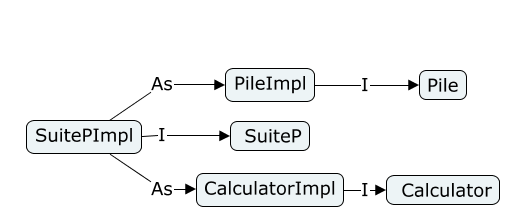 As PileImpl I Pile
SuitePImpl I SuiteP
As CalculatorImpl I Calculator